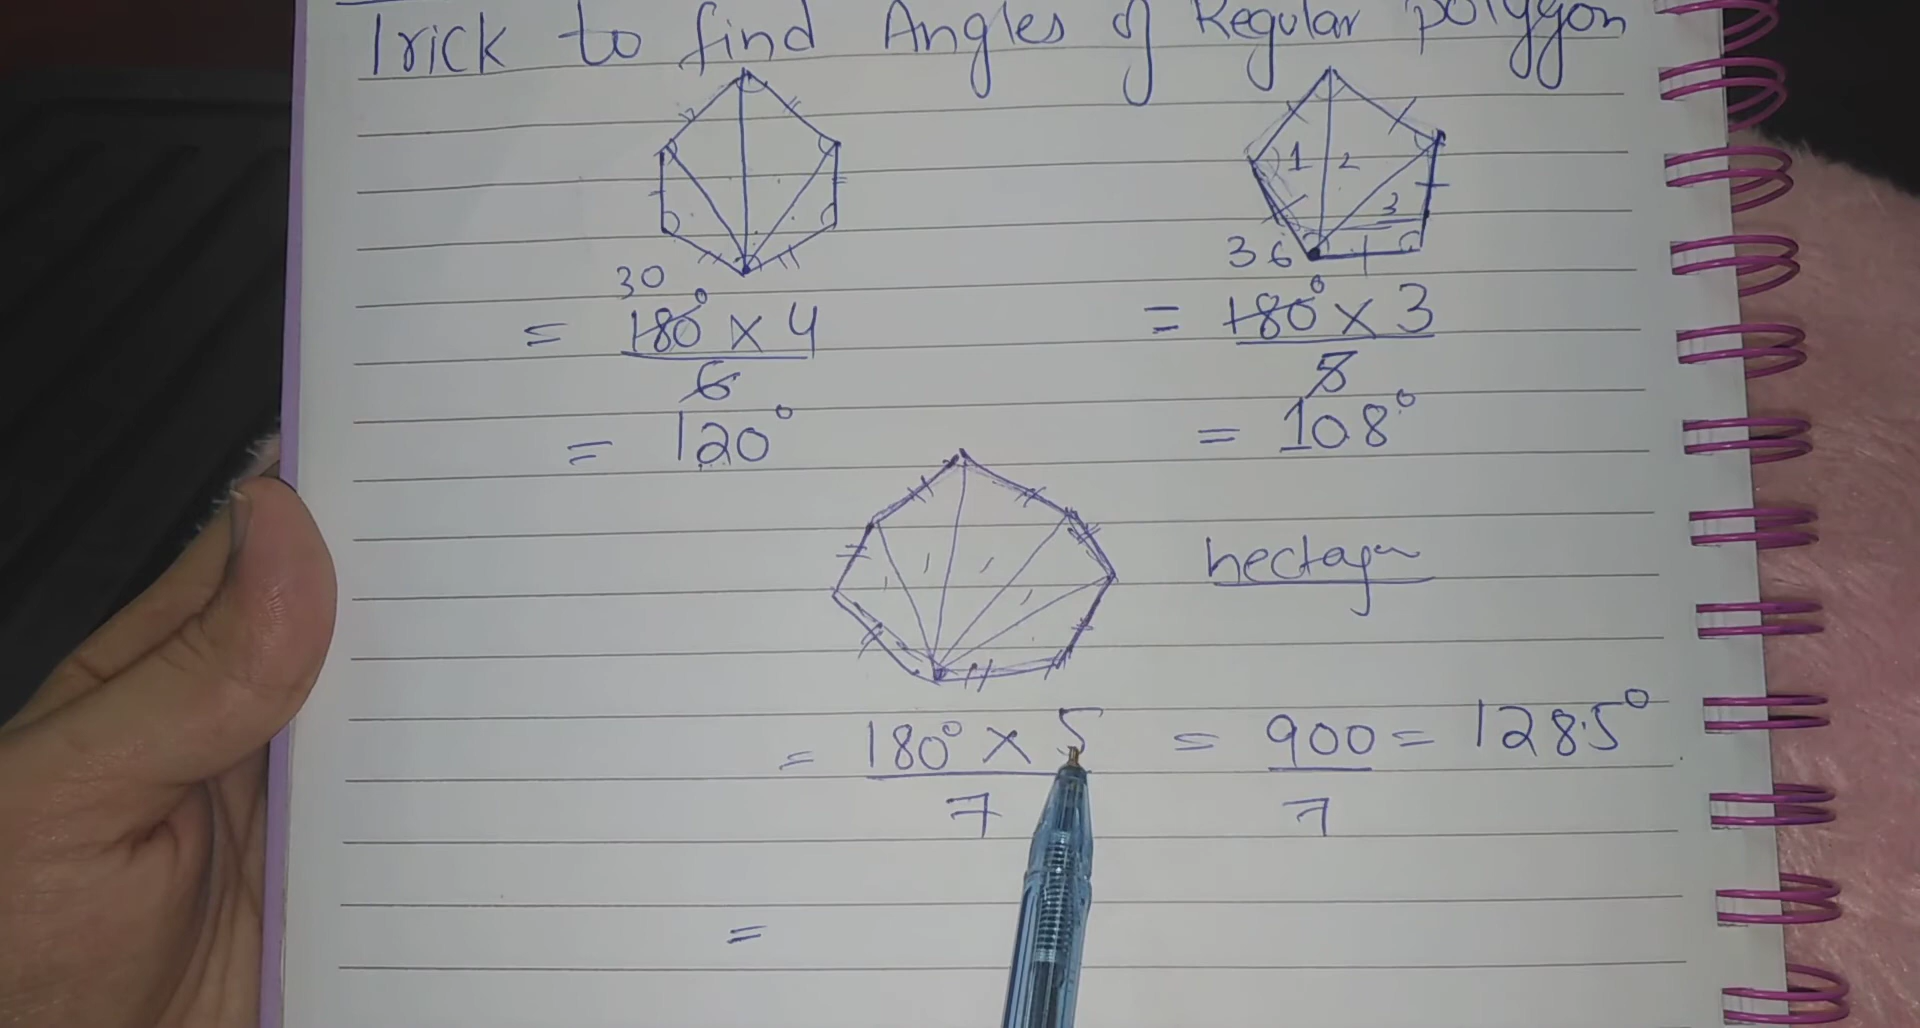 Trick to find Angles of Regular polygon
1 2
3
30
36
= 180° × 4
6
= 180° × 3
5
= 120°
= 108°
hectagon
= 180° × 5 = 900 = 128.5°
7 7
=